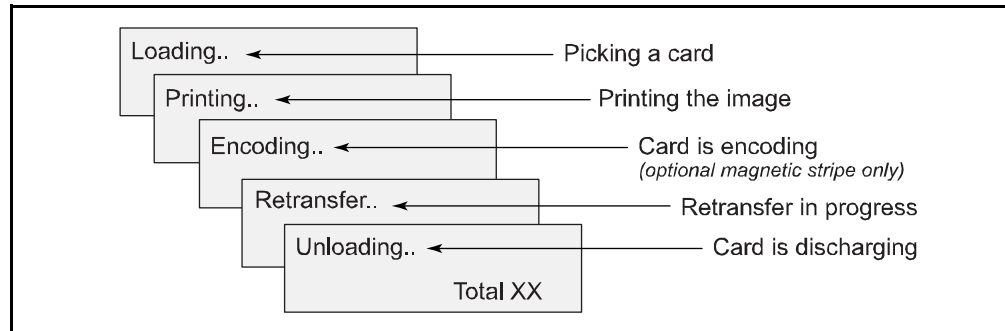 Loading..
Picking a card
Printing..
Printing the image
Encoding..
Card is encoding
(optional magnetic stripe only)
Retransfer..
Retransfer in progress
Unloading..
Card is discharging
Total XX